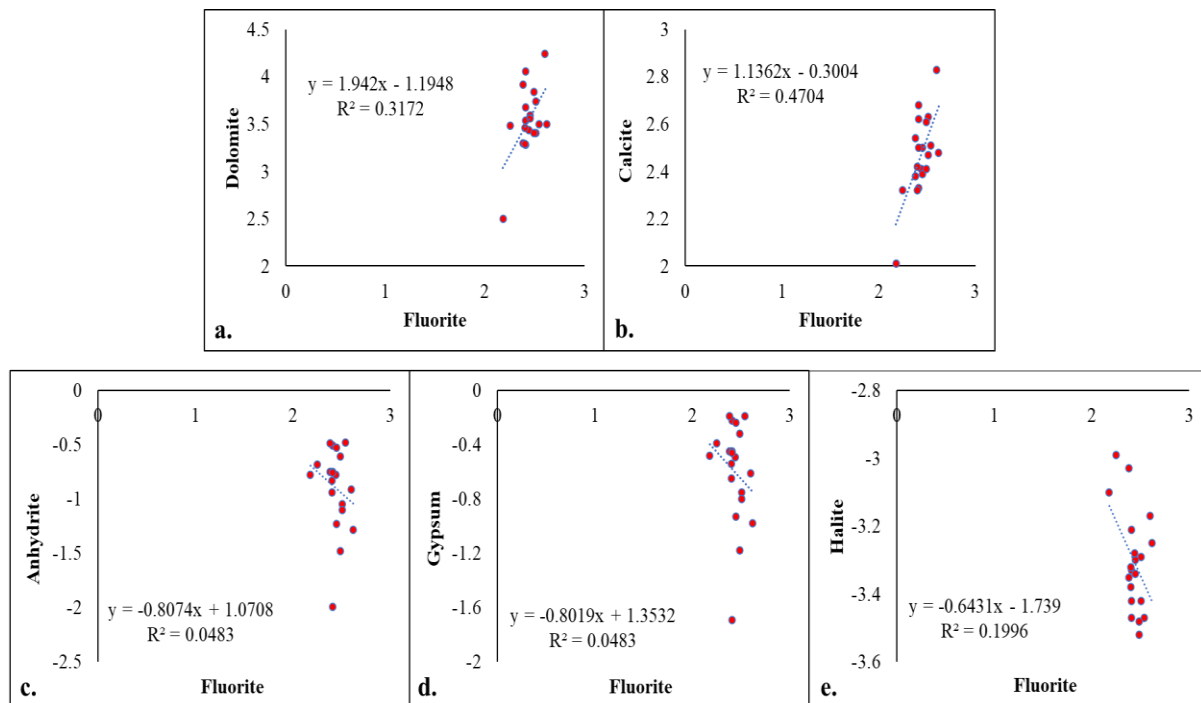 4.5
4
3.5
3
2.5
2
0
1
2
3
y = 1.942x - 1.1948
R² = 0.3172
Dolomite
Fluorite
a.
3
2.8
2.6
2.4
2.2
2
0
1
2
3
y = 1.1362x - 0.3004
R² = 0.4704
Calcite
Fluorite
b.
0
-0.5
-1
-1.5
-2
-2.5
0
1
2
3
y = -0.8074x + 1.0708
R² = 0.0483
Anhydrite
Fluorite
c.
0
-0.4
-0.8
-1.2
-1.6
-2
0
1
2
3
y = -0.8019x + 1.3532
R² = 0.0483
Gypsum
Fluorite
d.
-2.8
-3
-3.2
-3.4
-3.6
0
1
2
3
y = -0.6431x - 1.739
R² = 0.1996
Halite
Fluorite
e.